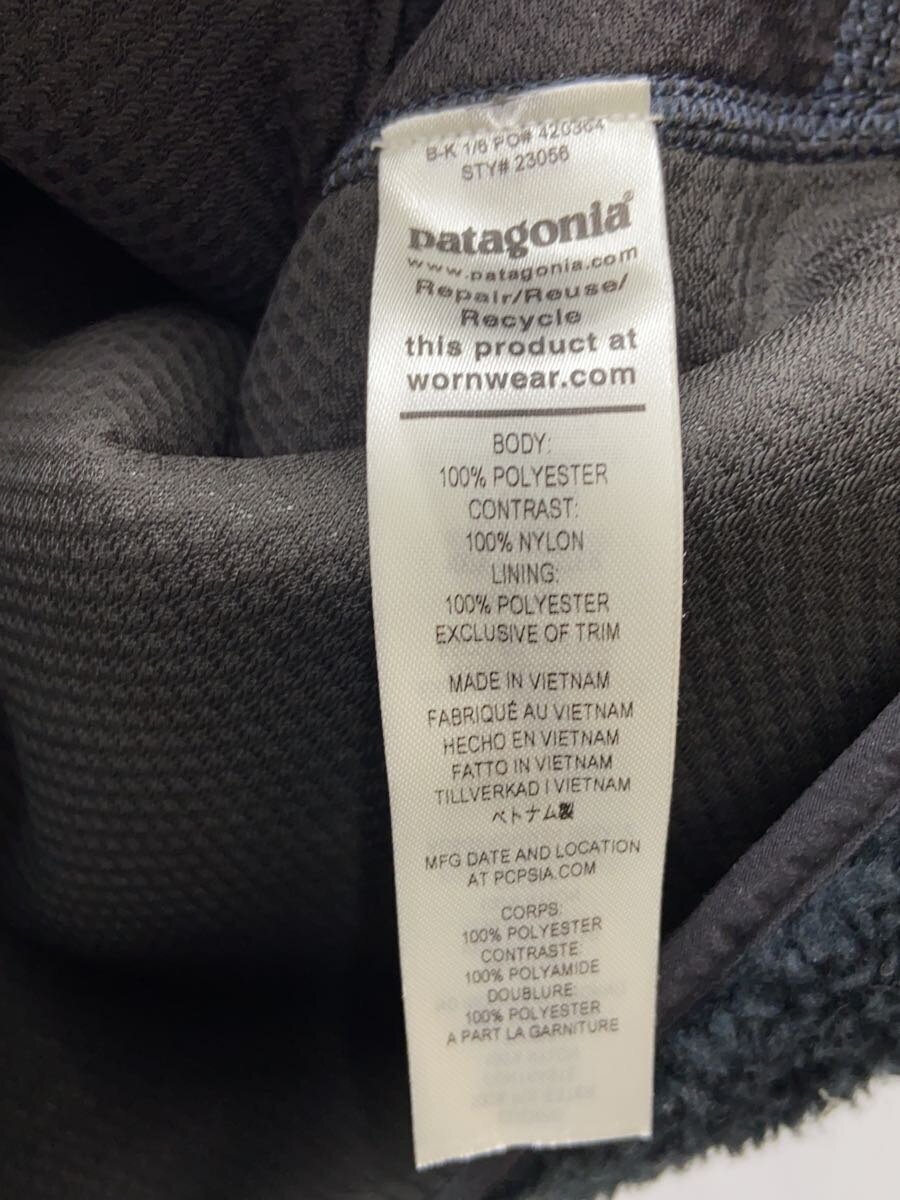 B-K 1/6 PO# 420364
STY# 23056
patagonia®
www.patagonia.com
Repair/Reuse/
Recycle
this product at
wornwear.com
BODY:
100% POLYESTER
CONTRAST:
100% NYLON
LINING:
100% POLYESTER
EXCLUSIVE OF TRIM
MADE IN VIETNAM
FABRIQUÉ AU VIETNAM
HECHO EN VIETNAM
FATTO IN VIETNAM
TILLVERKAD I VIETNAM
ベトナム製
MFG DATE AND LOCATION
AT PCPSIA.COM
CORPS:
100% POLYESTER
CONTRASTE:
100% POLYAMIDE
DOUBLURE:
100% POLYESTER
A PART LA GARNITURE